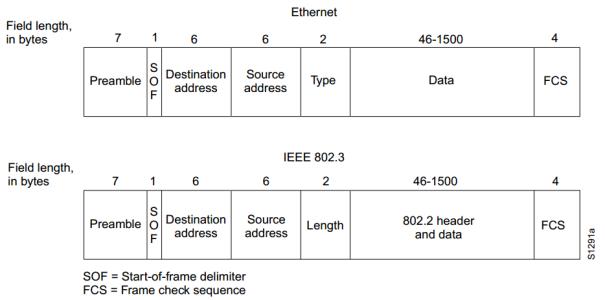 Ethernet
Field length,
in bytes
7 1 6 6 2 46-1500 4
Preamble SOF Destination address Source address Type Data FCS
IEEE 802.3
Field length,
in bytes
7 1 6 6 2 46-1500 4
Preamble SOF Destination address Source address Length 802.2 header and data FCS
S1291a
SOF = Start-of-frame delimiter
FCS = Frame check sequence